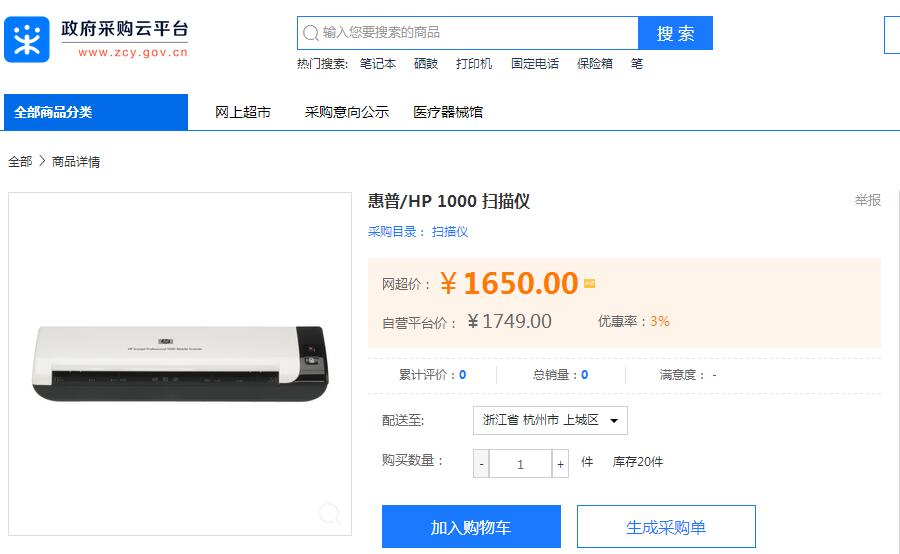 政府采购云平台
www.zcy.gov.cn
输入您要搜索的商品
搜索
热门搜索: 笔记本 硒鼓 打印机 固定电话 保险箱 笔
全部商品分类 网上超市 采购意向公示 医疗器械馆
全部 > 商品详情
惠普/HP 1000 扫描仪
举报
采购目录： 扫描仪
网超价： ￥1650.00
自营平台价： ￥1749.00 优惠率：3%
累计评价：0 总销量：0 满意度： -
配送至: 浙江省 杭州市 上城区
购买数量： - 1 + 件 库存20件
加入购物车 生成采购单